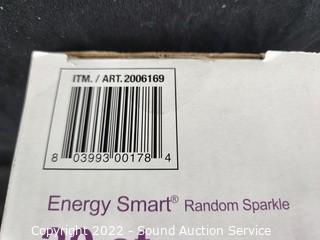 ITM. / ART. 2006169
8 03993 00178 4
Energy Smart® Random Sparkle
Copyright 2022 - Sound Auction Service